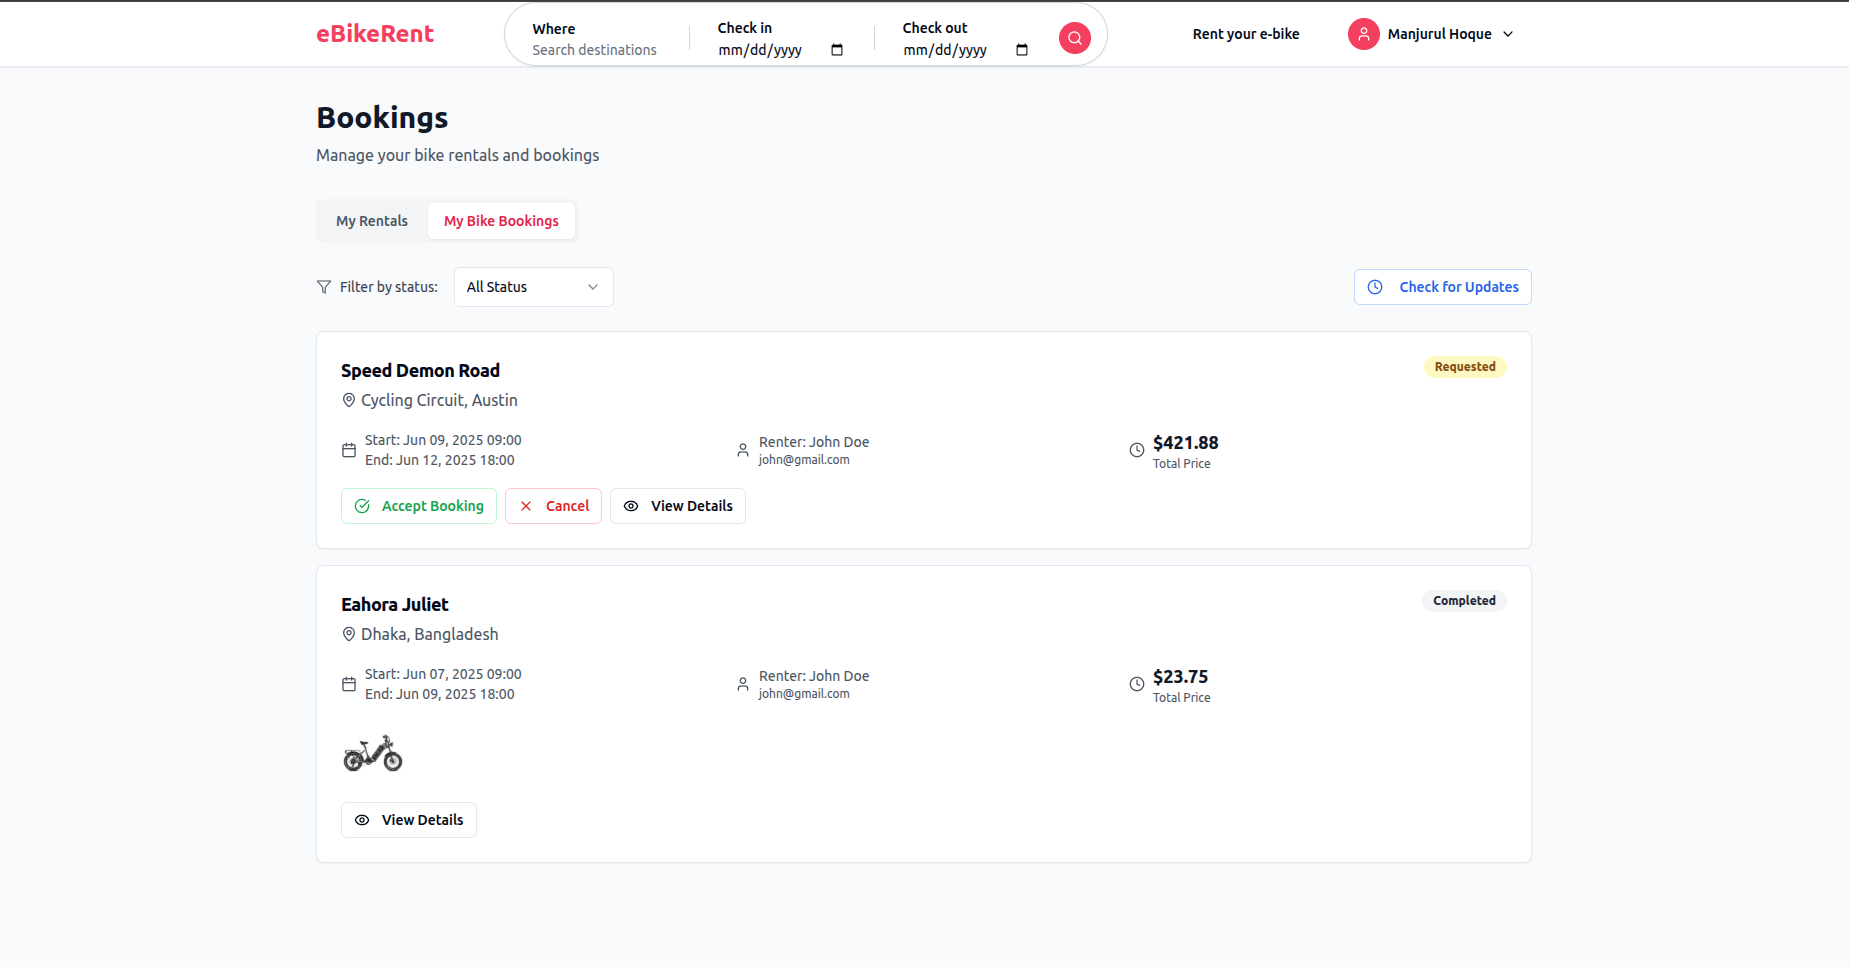 eBikeRent
Where
Search destinations
Check in
mm/dd/yyyy
Check out
mm/dd/yyyy
Rent your e-bike
Manjurul Hoque
Bookings
Manage your bike rentals and bookings
My Rentals
My Bike Bookings
Filter by status:
All Status
Check for Updates
Speed Demon Road
Requested
Cycling Circuit, Austin
Start: Jun 09, 2025 09:00
End: Jun 12, 2025 18:00
Renter: John Doe
john@gmail.com
$421.88
Total Price
Accept Booking
Cancel
View Details
Eahora Juliet
Completed
Dhaka, Bangladesh
Start: Jun 07, 2025 09:00
End: Jun 09, 2025 18:00
Renter: John Doe
john@gmail.com
$23.75
Total Price
View Details